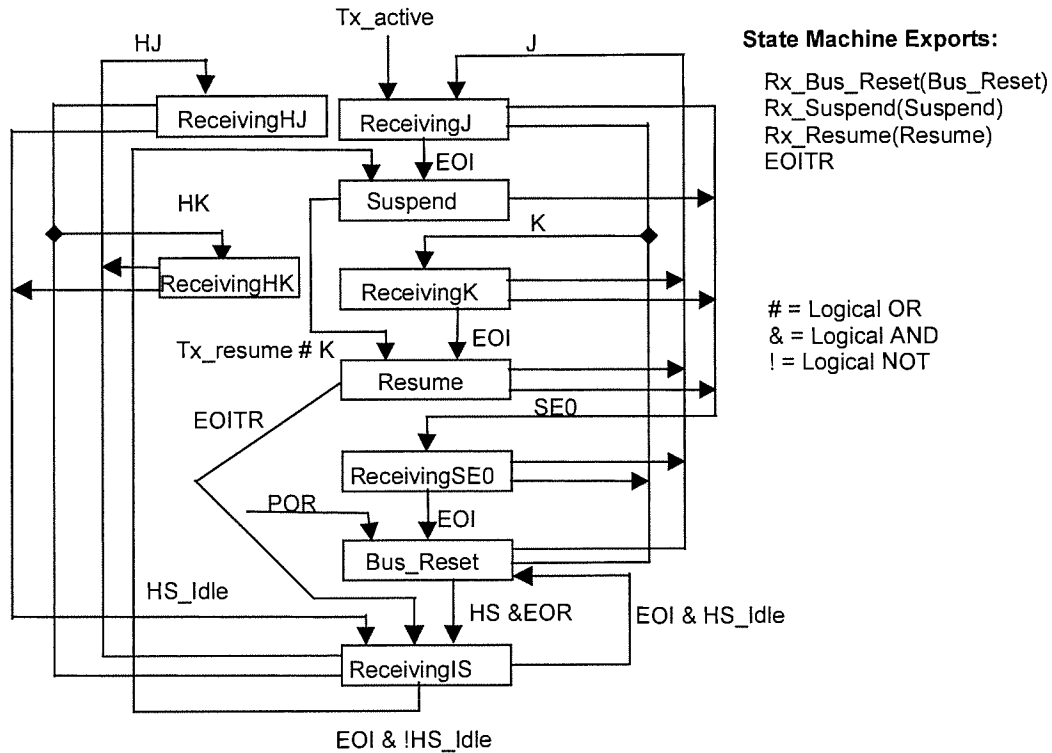 Tx_active
HJ
J
State Machine Exports:
Rx_Bus_Reset(Bus_Reset)
Rx_Suspend(Suspend)
Rx_Resume(Resume)
EOITR
ReceivingHJ
ReceivingJ
EOI
Suspend
HK
K
ReceivingHK
ReceivingK
EOI
# = Logical OR
& = Logical AND
! = Logical NOT
Tx_resume # K
Resume
EOITR
SE0
ReceivingSE0
POR
EOI
Bus_Reset
HS_Idle
HS &EOR
EOI & HS_Idle
ReceivingIS
EOI & !HS_Idle